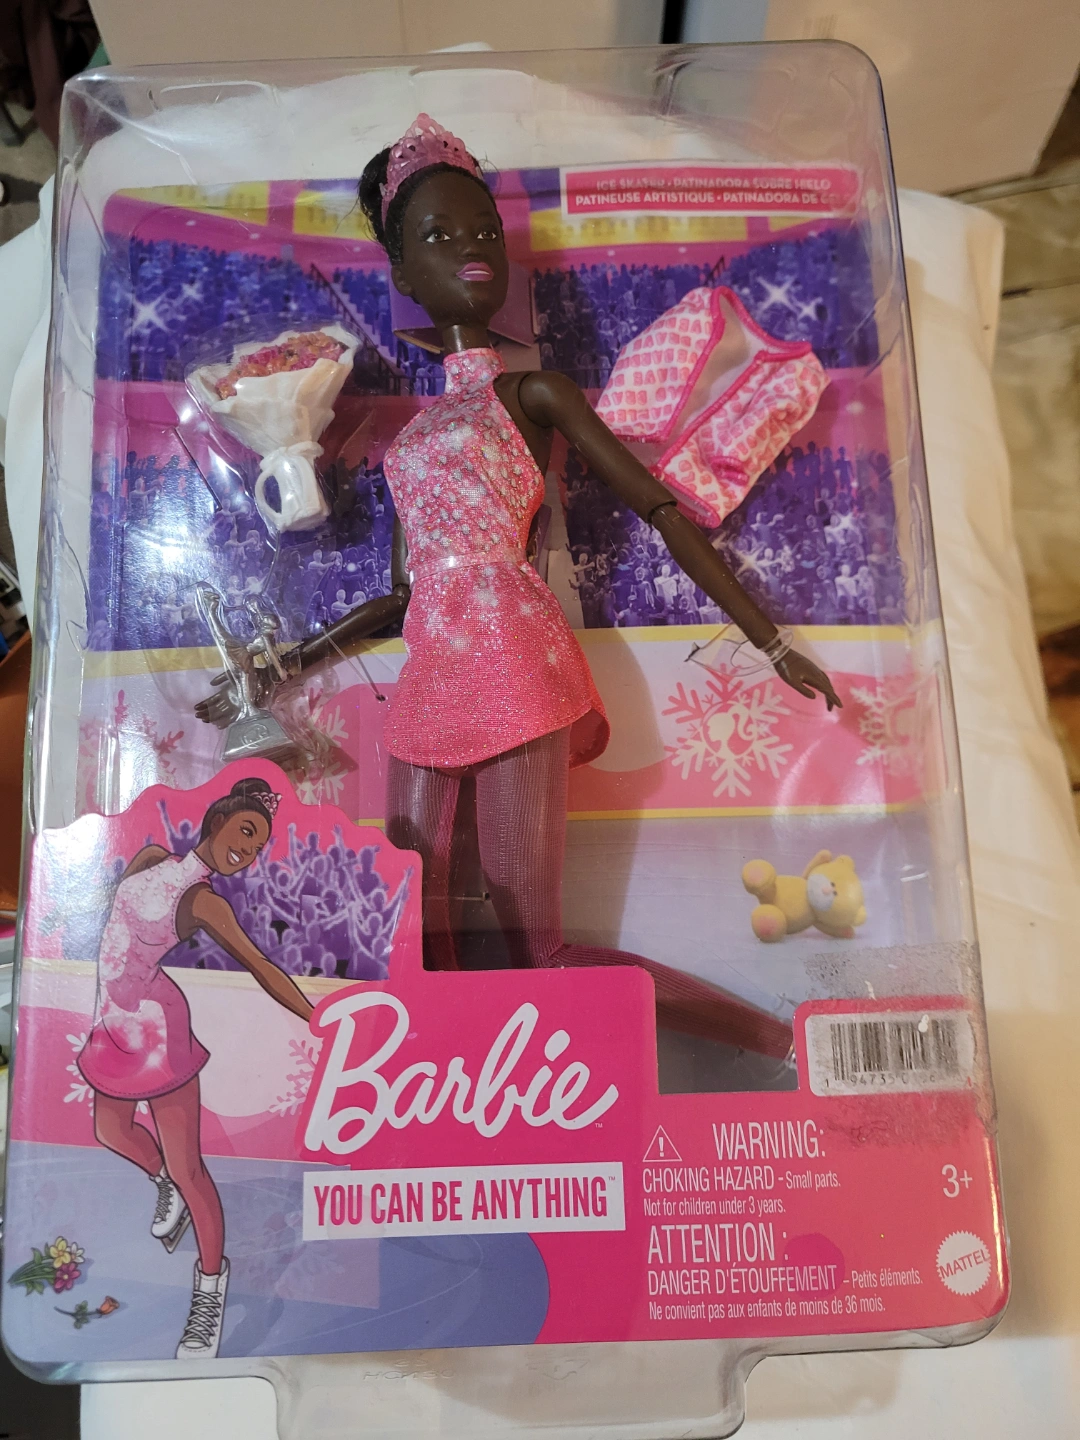 ICE SKATER • PATINADORA SOBRE HIELO
PATINEUSE ARTISTIQUE • PATINADORA DE
Barbie™
YOU CAN BE ANYTHING™
WARNING:
CHOKING HAZARD - Small parts.
Not for children under 3 years.
3+
ATTENTION :
DANGER D'ÉTOUFFEMENT – Petits éléments.
Ne convient pas aux enfants de moins de 36 mois.
MATTEL